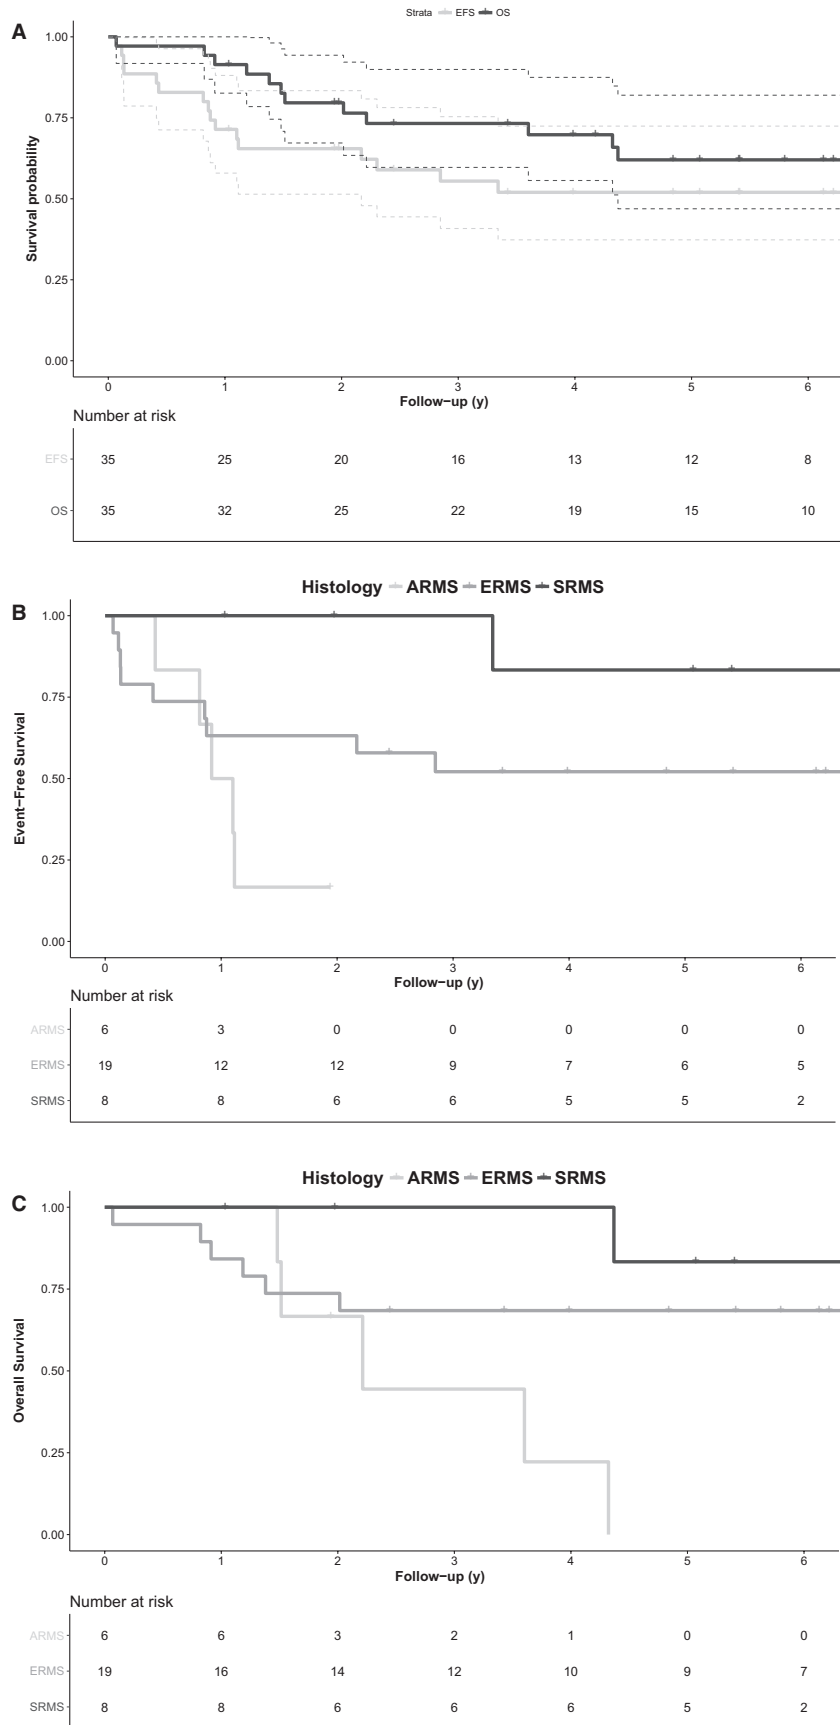 Strata EFS OS
A
1.00
0.75
0.50
0.25
0.00
Survival probability
0 1 2 3 4 5 6
Follow−up (y)
Number at risk
EFS 35 25 20 16 13 12 8
OS 35 32 25 22 19 15 10
Histology ARMS ERMS SRMS
B
1.00
0.75
0.50
0.25
0.00
Event−Free Survival
0 1 2 3 4 5 6
Follow−up (y)
Number at risk
ARMS 6 3 0 0 0 0 0
ERMS 19 12 12 9 7 6 5
SRMS 8 8 6 6 5 5 2
Histology ARMS ERMS SRMS
C
1.00
0.75
0.50
0.25
0.00
Overall Survival
0 1 2 3 4 5 6
Follow−up (y)
Number at risk
ARMS 6 6 3 2 1 0 0
ERMS 19 16 14 12 10 9 7
SRMS 8 8 6 6 6 5 2